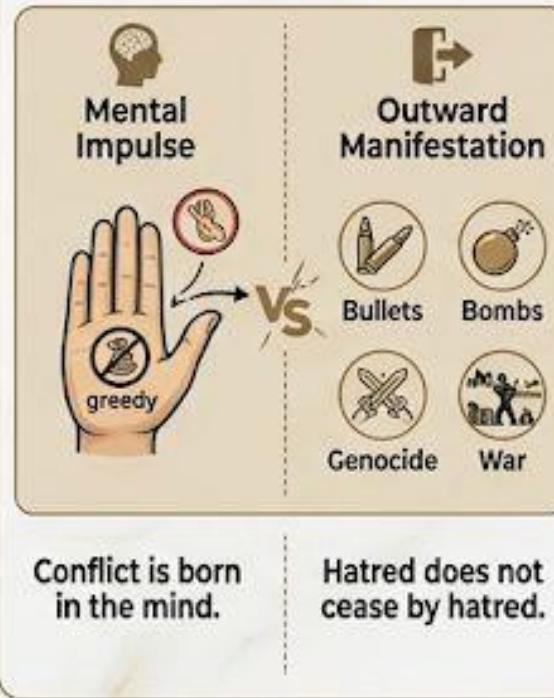 Mental
Impulse
greedy
VS
Outward
Manifestation
Bullets
Bombs
Genocide
War
Conflict is born
in the mind.
Hatred does not
cease by hatred.